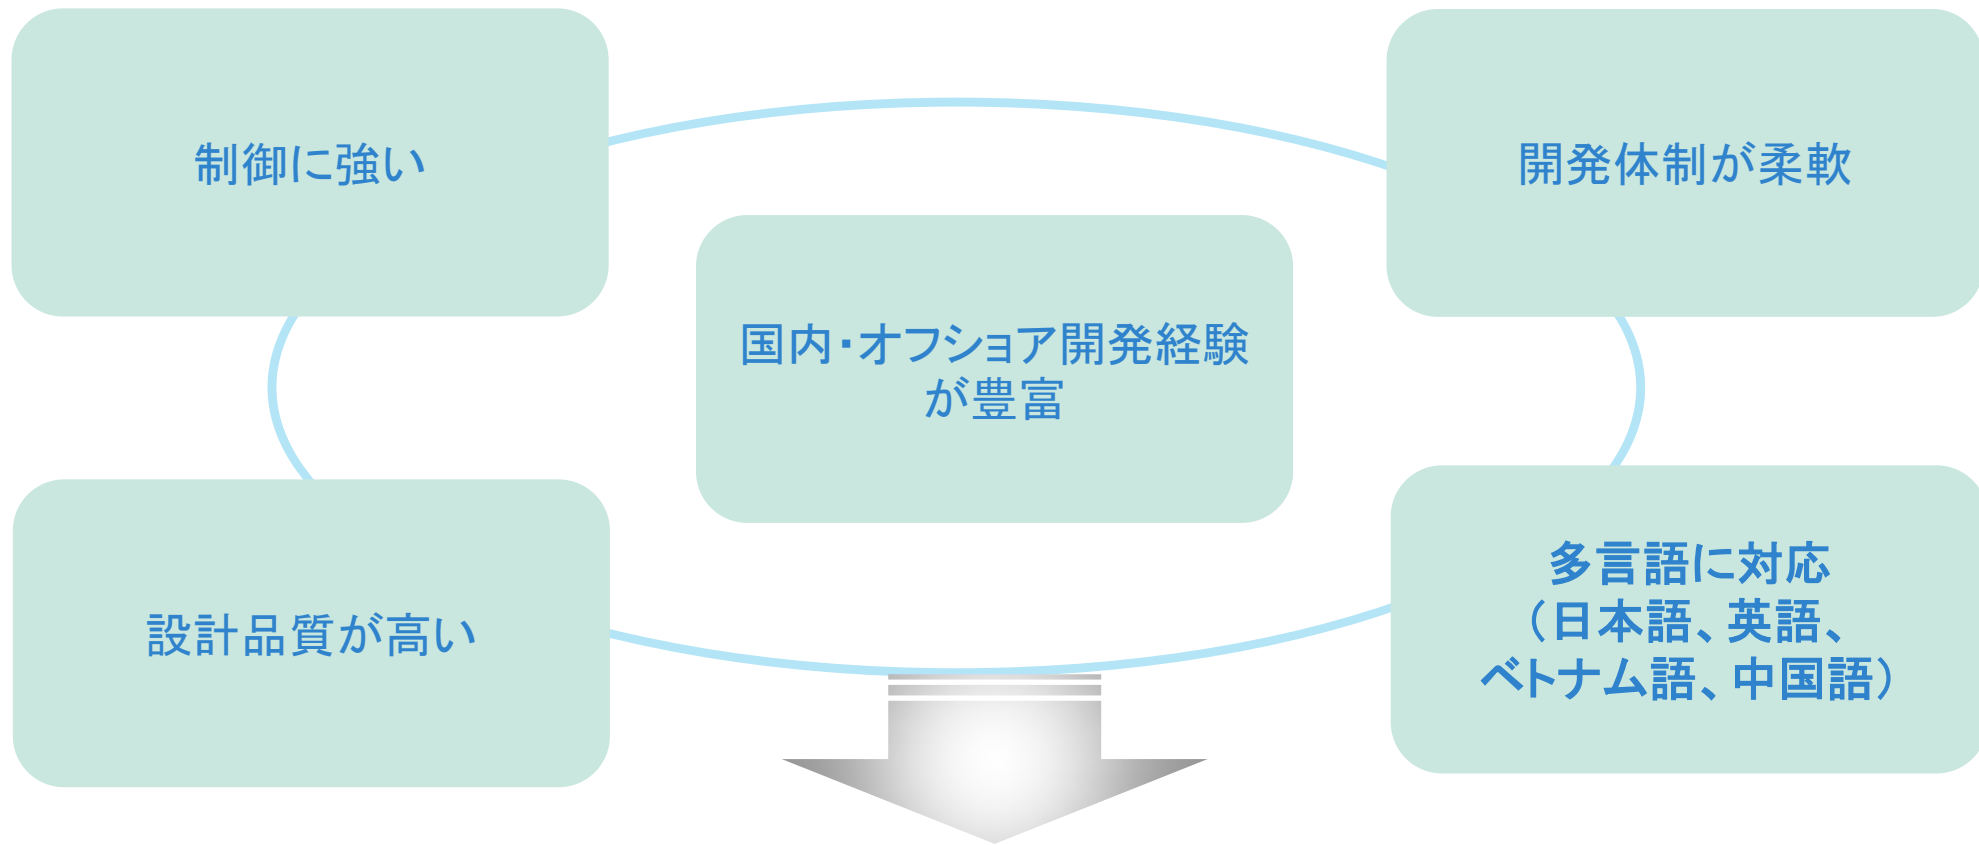 制御に強い
開発体制が柔軟
国内・オフショア開発経験
が豊富
設計品質が高い
多言語に対応
（日本語、英語、
ベトナム語、中国語）